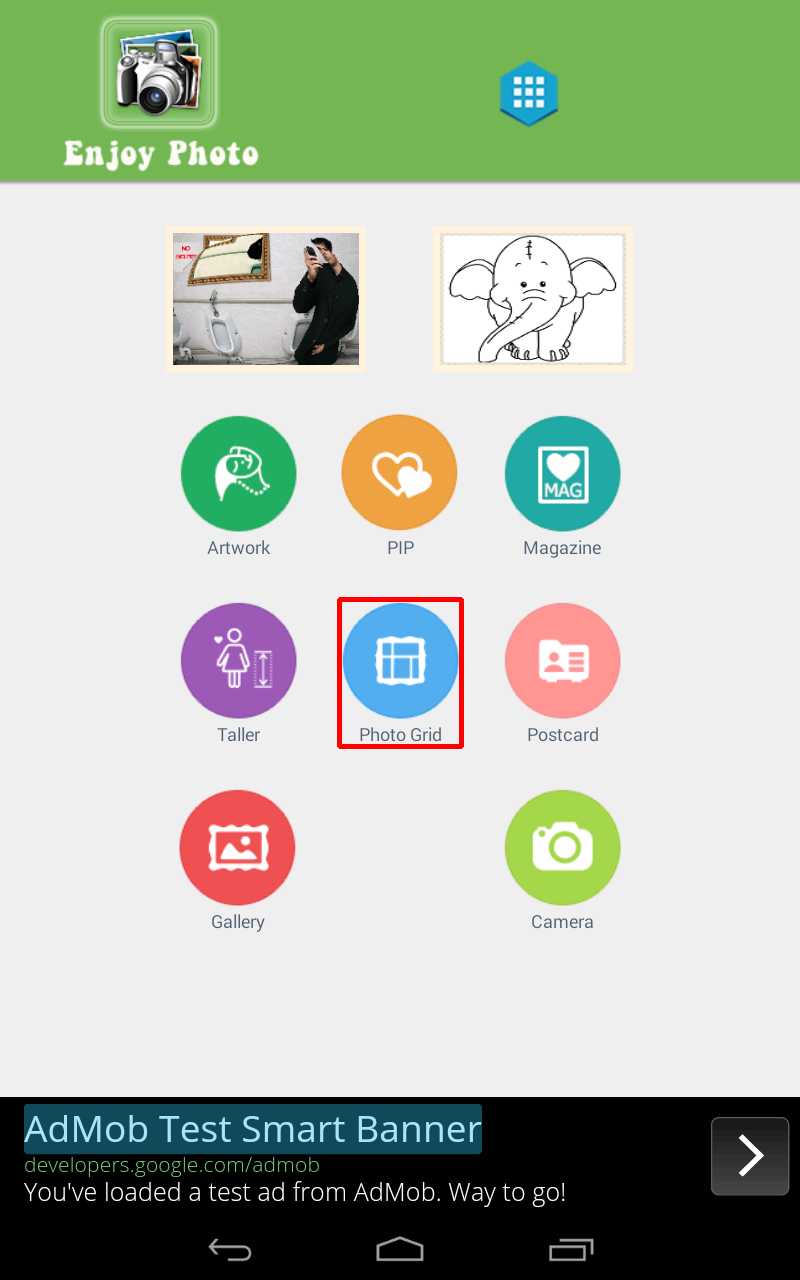 Enjoy Photo
NO
Artwork
PIP
MAG
Magazine
Taller
Photo Grid
Postcard
Gallery
Camera
AdMob Test Smart Banner
developers.google.com/admob
You've loaded a test ad from AdMob. Way to go!